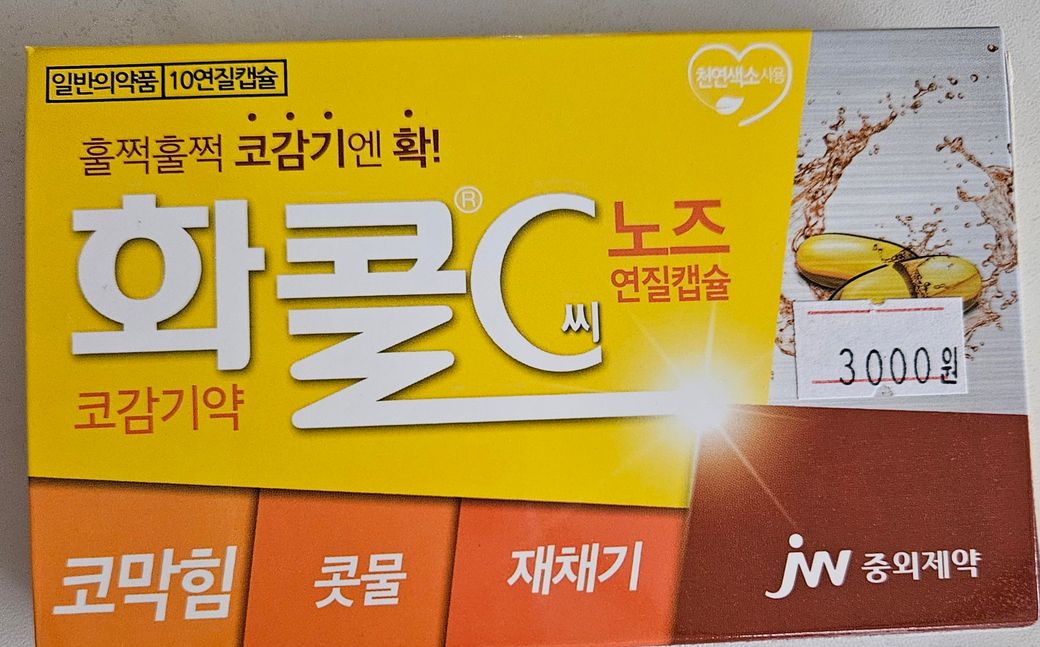 일반의약품 10연질캡슐
천연색소 사용
훌쩍훌쩍 코감기엔 확!
화콜® C 씨
노즈
연질캡슐
코감기약
3000원
코막힘 콧물 재채기
jw 중외제약